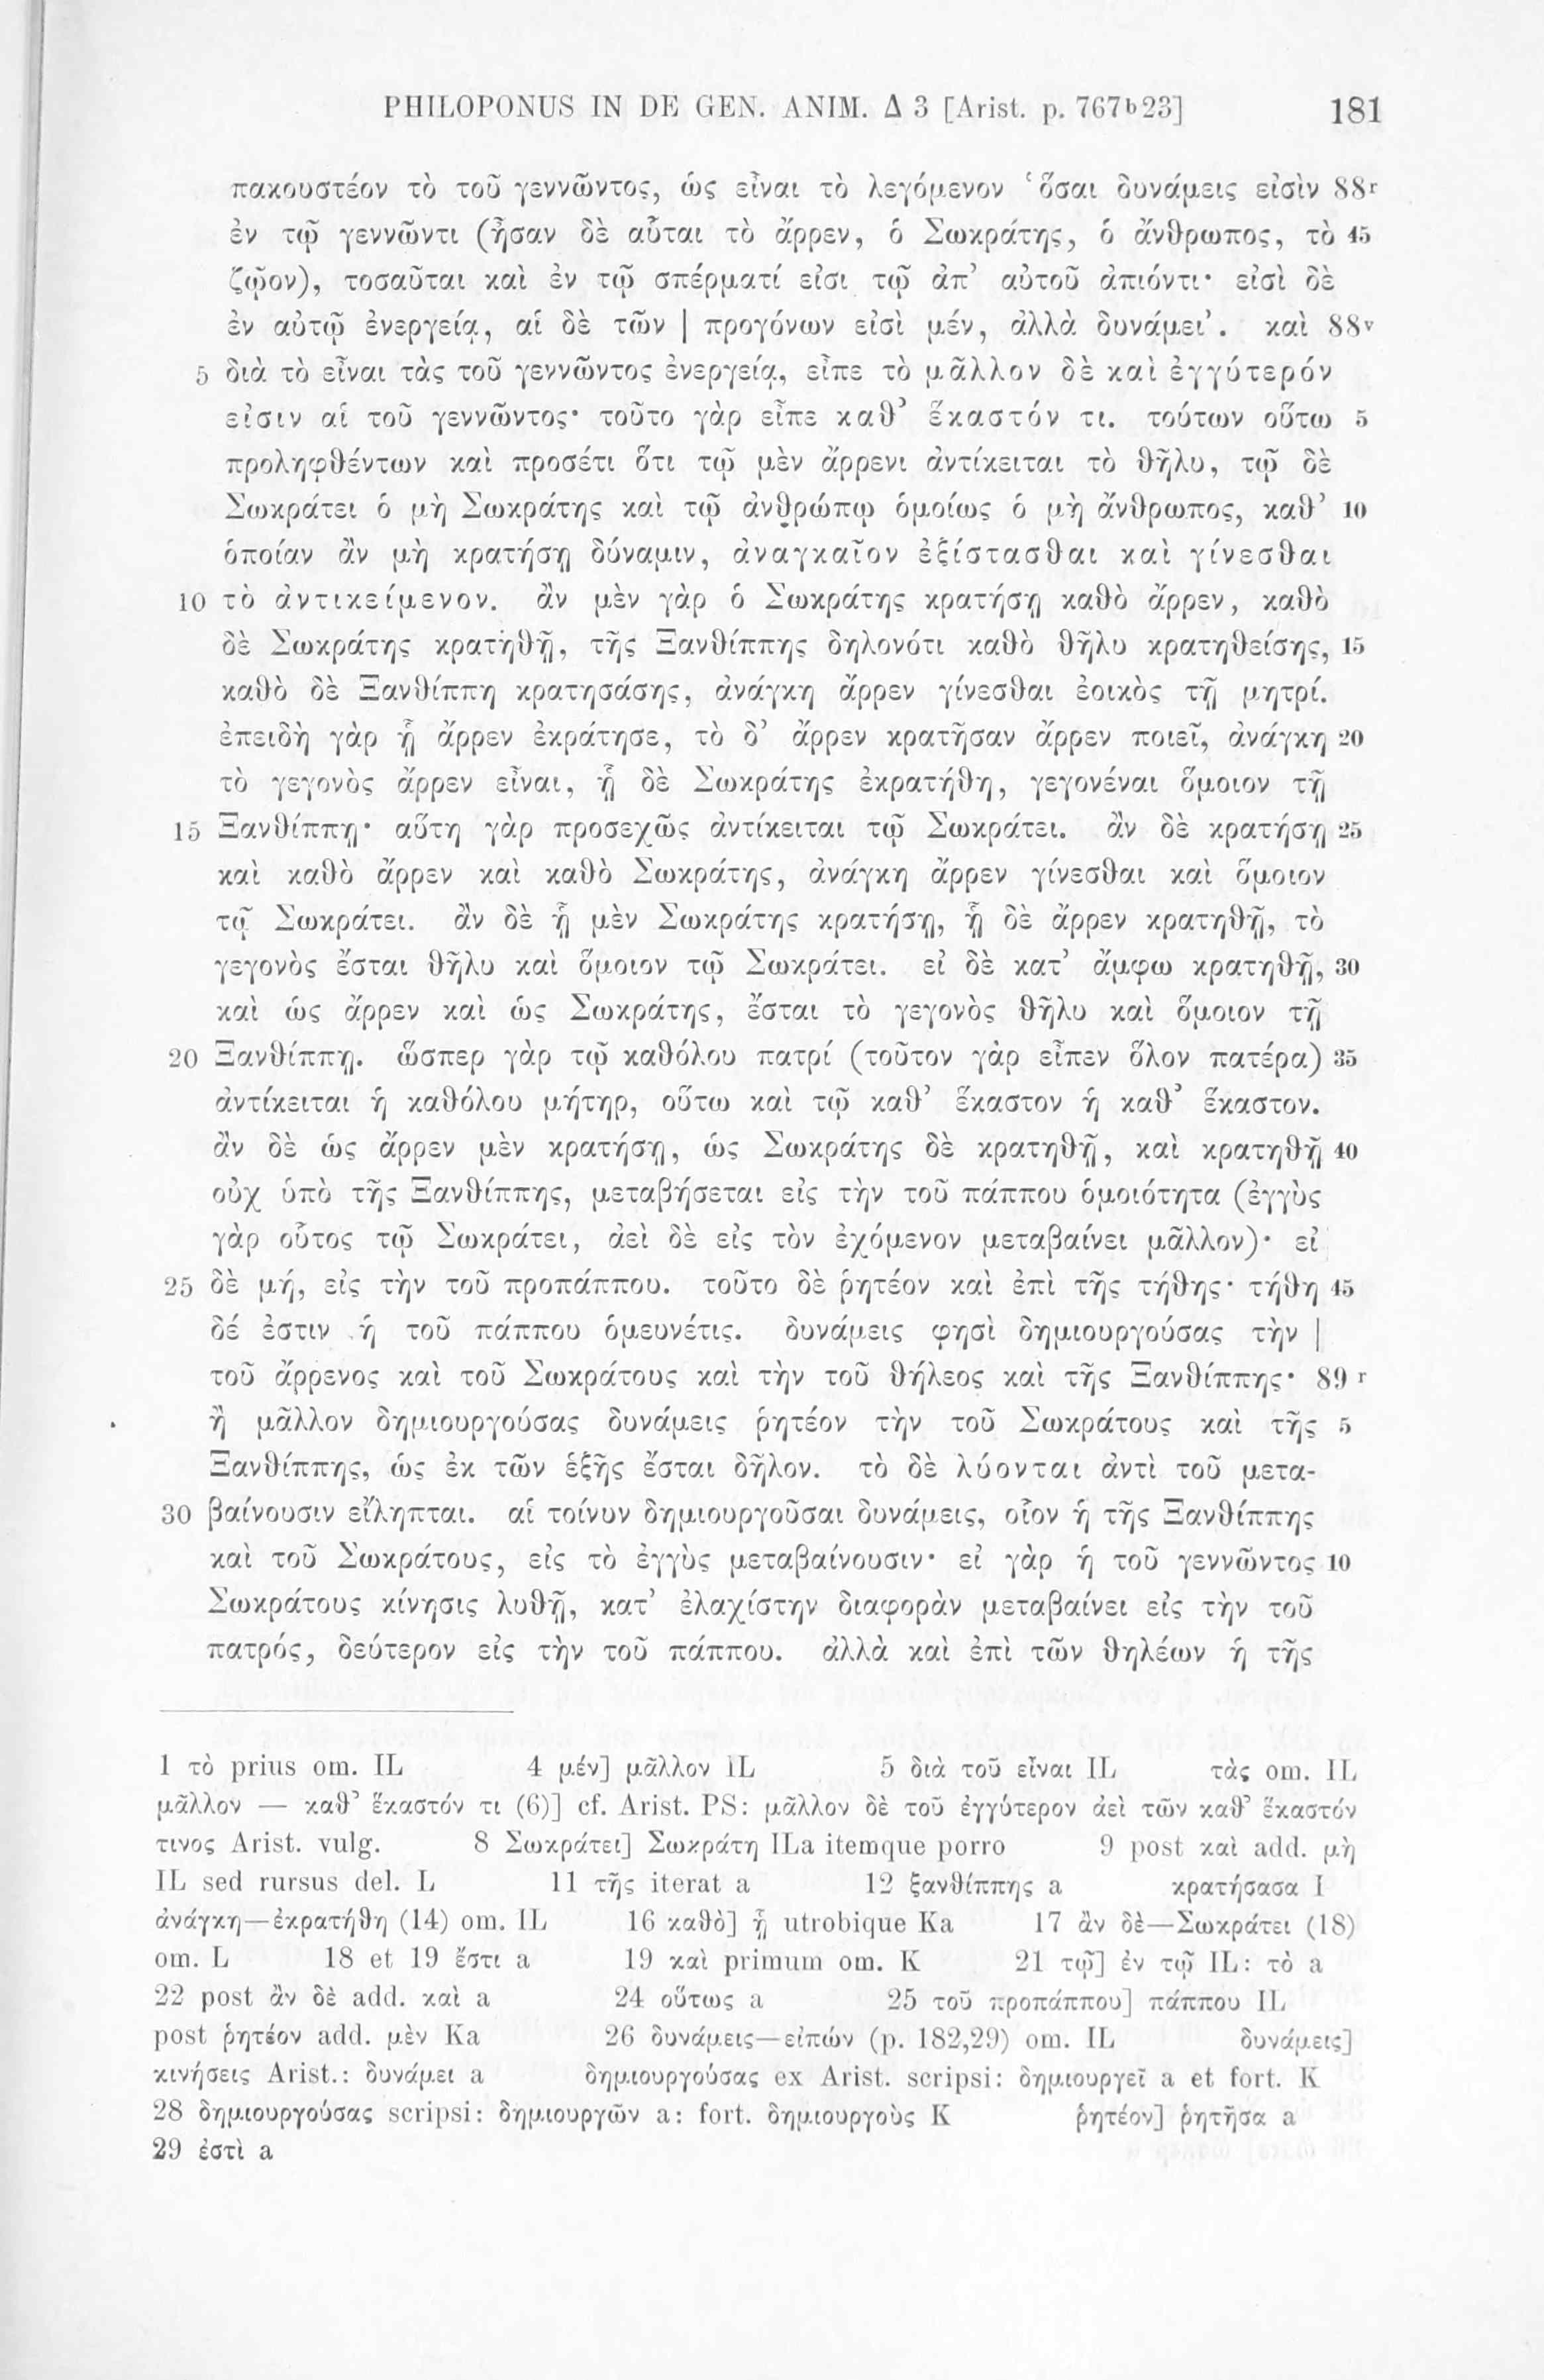 PHILOPONUS IN DE GEN. ANIM. Δ 3 [Arist. p. 767b23] 181
πακουστέον τὸ τοῦ γεννῶντος, ὡς εἶναι τὸ λεγόμενον ‘ὅσαι δυνάμεις εἰσὶν 88r
ἐν τῷ γεννῶντι (ἦσαν δὲ αὗται τὸ ἄρρεν, ὁ Σωκράτης, ὁ ἄνθρωπος, τὸ 45
ζῷον), τοσαῦται καὶ ἐν τῷ σπέρματί εἰσι τῷ ἀπ’ αὐτοῦ ἀπιόντι· εἰσὶ δὲ
ἐν αὐτῷ ἐνεργείᾳ, αἱ δὲ τῶν | προγόνων εἰσὶ μέν, ἀλλὰ δυνάμει’. καὶ 88v
5 διὰ τὸ εἶναι τὰς τοῦ γεννῶντος ἐνεργείᾳ, εἶπε τὸ μᾶλλον δὲ καὶ ἐγγύτερόν
εἰσιν αἱ τοῦ γεννῶντος· τοῦτο γὰρ εἶπε καθ’ ἕκαστόν τι. τούτων οὕτω 5
προληφθέντων καὶ προσέτι ὅτι τῷ μὲν ἄρρενι ἀντίκειται τὸ θῆλυ, τῷ δὲ
Σωκράτει ὁ μὴ Σωκράτης καὶ τῷ ἀνθρώπῳ ὁμοίως ὁ μὴ ἄνθρωπος, καθ’ 10
ὁποίαν ἂν μὴ κρατήσῃ δύναμιν, ἀναγκαῖον ἐξίστασθαι καὶ γίνεσθαι
10 τὸ ἀντικείμενον. ἂν μὲν γὰρ ὁ Σωκράτης κρατήσῃ καθὸ ἄρρεν, καθὸ
δὲ Σωκράτης κρατηθῇ, τῆς Ξανθίππης δηλονότι καθὸ θῆλυ κρατηθείσης, 15
καθὸ δὲ Ξανθίππη κρατησάσης, ἀνάγκη ἄρρεν γίνεσθαι ἐοικὸς τῇ μητρί.
ἐπειδὴ γὰρ ᾗ ἄρρεν ἐκράτησε, τὸ δ’ ἄρρεν κρατῆσαν ἄρρεν ποιεῖ, ἀνάγκη 20
τὸ γεγονὸς ἄρρεν εἶναι, ᾗ δὲ Σωκράτης ἐκρατήθη, γεγονέναι ὅμοιον τῇ
15 Ξανθίππῃ· αὕτη γὰρ προσεχῶς ἀντίκειται τῷ Σωκράτει. ἂν δὲ κρατήσῃ 25
καὶ καθὸ ἄρρεν καὶ καθὸ Σωκράτης, ἀνάγκη ἄρρεν γίνεσθαι καὶ ὅμοιον
τῷ Σωκράτει. ἂν δὲ ᾗ μὲν Σωκράτης κρατήσῃ, ᾗ δὲ ἄρρεν κρατηθῇ, τὸ
γεγονὸς ἔσται θῆλυ καὶ ὅμοιον τῷ Σωκράτει. εἰ δὲ κατ’ ἄμφω κρατηθῇ, 30
καὶ ὡς ἄρρεν καὶ ὡς Σωκράτης, ἔσται τὸ γεγονὸς θῆλυ καὶ ὅμοιον τῇ
20 Ξανθίππῃ. ὥσπερ γὰρ τῷ καθόλου πατρί (τοῦτον γὰρ εἶπεν ὅλον πατέρα) 35
ἀντίκειται ἡ καθόλου μήτηρ, οὕτω καὶ τῷ καθ’ ἕκαστον ἡ καθ’ ἕκαστον.
ἂν δὲ ὡς ἄρρεν μὲν κρατήσῃ, ὡς Σωκράτης δὲ κρατηθῇ, καὶ κρατηθῇ 40
οὐχ ὑπὸ τῆς Ξανθίππης, μεταβήσεται εἰς τὴν τοῦ πάππου ὁμοιότητα (ἐγγὺς
γὰρ οὗτος τῷ Σωκράτει, ἀεὶ δὲ εἰς τὸν ἐχόμενον μεταβαίνει μᾶλλον)· εἰ
25 δὲ μή, εἰς τὴν τοῦ προπάππου. τοῦτο δὲ ῥητέον καὶ ἐπὶ τῆς τήθης· τήθη 45
δέ ἐστιν ἡ τοῦ πάππου ὁμευνέτις. δυνάμεις φησὶ δημιουργούσας τὴν |
τοῦ ἄρρενος καὶ τοῦ Σωκράτους καὶ τὴν τοῦ θήλεος καὶ τῆς Ξανθίππης· 89r
ἢ μᾶλλον δημιουργούσας δυνάμεις ῥητέον τὴν τοῦ Σωκράτους καὶ τῆς 5
Ξανθίππης, ὡς ἐκ τῶν ἑξῆς ἔσται δῆλον. τὸ δὲ λύονται ἀντὶ τοῦ μετα-
30 βαίνουσιν εἴληπται. αἱ τοίνυν δημιουργοῦσαι δυνάμεις, οἷον ἡ τῆς Ξανθίππης
καὶ τοῦ Σωκράτους, εἰς τὸ ἐγγὺς μεταβαίνουσιν· εἰ γὰρ ἡ τοῦ γεννῶντος 10
Σωκράτους κίνησις λυθῇ, κατ’ ἐλαχίστην διαφορὰν μεταβαίνει εἰς τὴν τοῦ
πατρός, δεύτερον εἰς τὴν τοῦ πάππου. ἀλλὰ καὶ ἐπὶ τῶν θηλέων ἡ τῆς
1 τὸ prius om. IL 4 μέν] μᾶλλον IL 5 διὰ τοῦ εἶναι IL τὰς om. IL
μᾶλλον — καθ’ ἕκαστόν τι (6)] cf. Arist. PS: μᾶλλον δὲ τοῦ ἐγγύτερον ἀεὶ τῶν καθ’ ἕκαστόν
τινος Arist. vulg. 8 Σωκράτει] Σωκράτη ILa itemque porro 9 post καὶ add. μὴ
IL sed rursus del. L 11 τῆς iterat a 12 ξανθίππης a κρατήσασα I
ἀνάγκη—ἐκρατήθη (14) om. IL 16 καθὸ] ᾗ utrobique Ka 17 ἂν δὲ—Σωκράτει (18)
om. L 18 et 19 ἔστι a 19 καὶ primum om. K 21 τῷ] ἐν τῷ IL: τὸ a
22 post ἂν δὲ add. καὶ a 24 οὕτως a 25 τοῦ προπάππου] πάππου IL
post ῥητέον add. μὲν Ka 26 δυνάμεις—εἰπών (p. 182,29) om. IL δυνάμεις]
κινήσεις Arist.: δυνάμει a δημιουργούσας ex Arist. scripsi: δημιουργεῖ a et fort. K
28 δημιουργούσας scripsi: δημιουργῶν a: fort. δημιουργοὺς K ῥητέον] ῥητῆσα a
29 ἐστὶ a